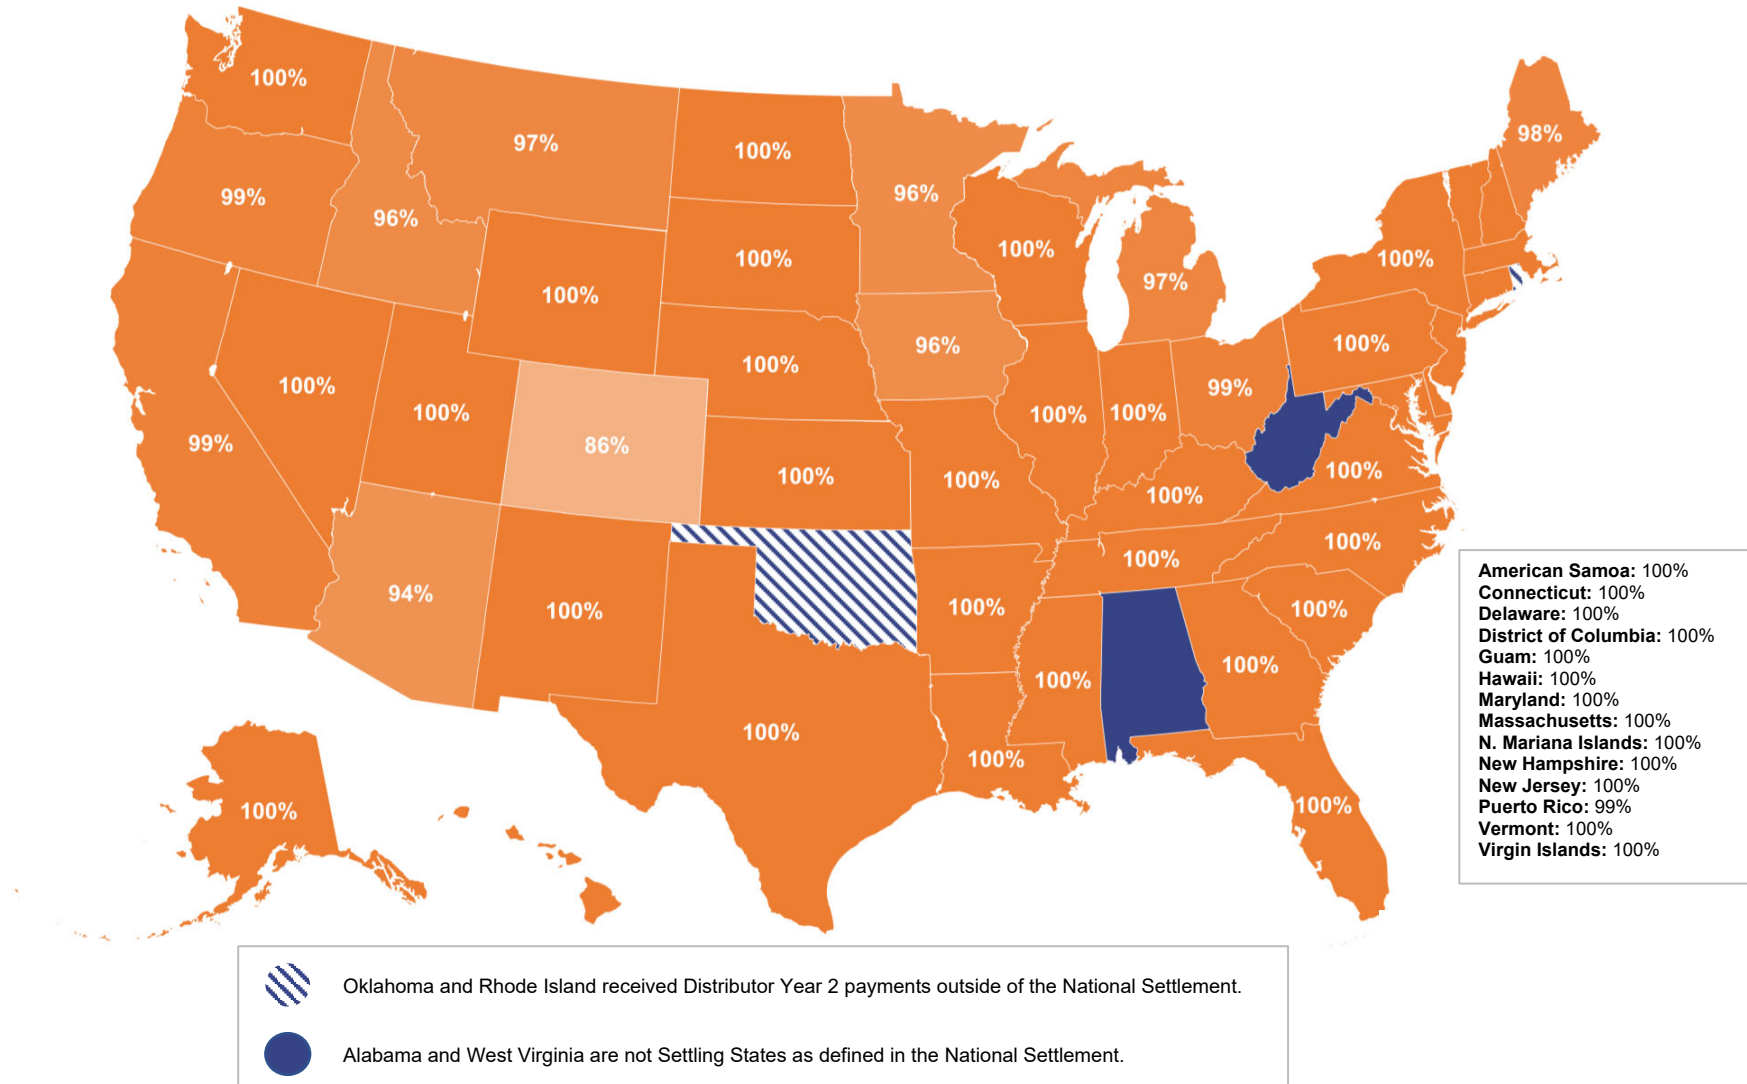 100%
97%
98%
100%
96%
99%
96%
100%
100%
100%
97%
100%
100%
96%
100%
100%
99%
100%
100%
100%
100%
99%
86%
100%
100%
100%
100%
100%
100%
94%
100%
100%
100%
100%
100%
100%
100%
100%
100%
100%
American Samoa: 100%
Connecticut: 100%
Delaware: 100%
District of Columbia: 100%
Guam: 100%
Hawaii: 100%
Maryland: 100%
Massachusetts: 100%
N. Mariana Islands: 100%
New Hampshire: 100%
New Jersey: 100%
Puerto Rico: 99%
Vermont: 100%
Virgin Islands: 100%
Oklahoma and Rhode Island received Distributor Year 2 payments outside of the National Settlement.
Alabama and West Virginia are not Settling States as defined in the National Settlement.